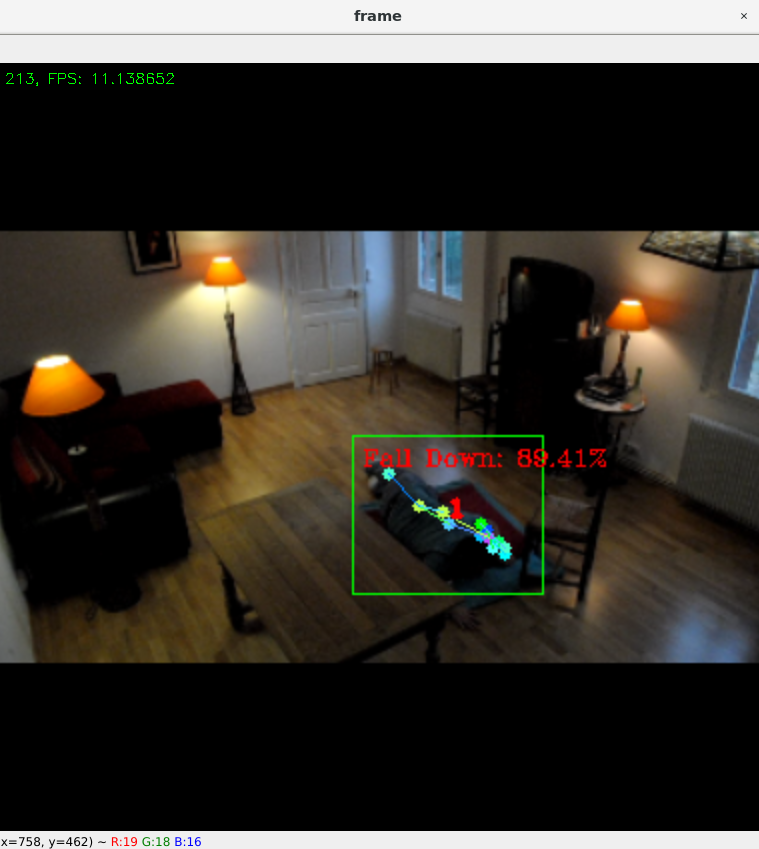 frame
×
213, FPS: 11.138652
Fall Down: 89.41%
1
x=758, y=462) ~ R:19 G:18 B:16